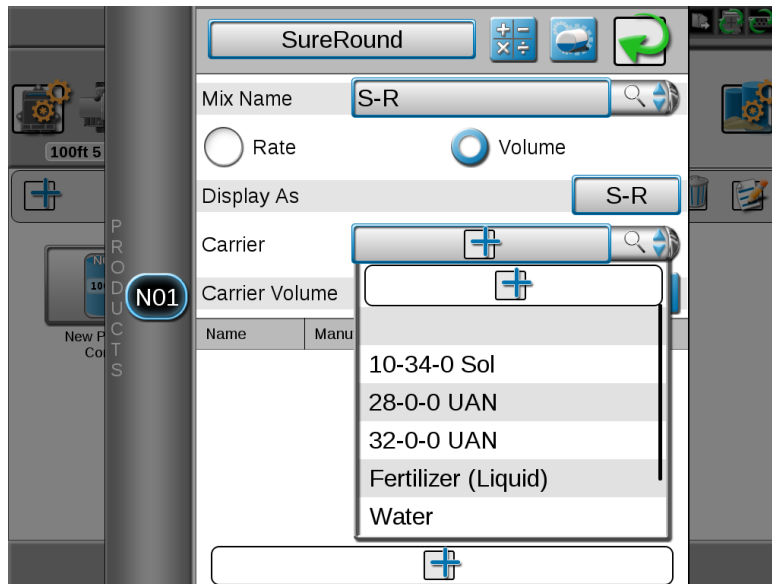 SureRound
Mix Name
S-R
Rate
Volume
100ft 5
Display As
S-R
Carrier
PRODUCTS
N01
Carrier Volume
Name
Manu
10-34-0 Sol
28-0-0 UAN
32-0-0 UAN
Fertilizer (Liquid)
Water
New P
Co